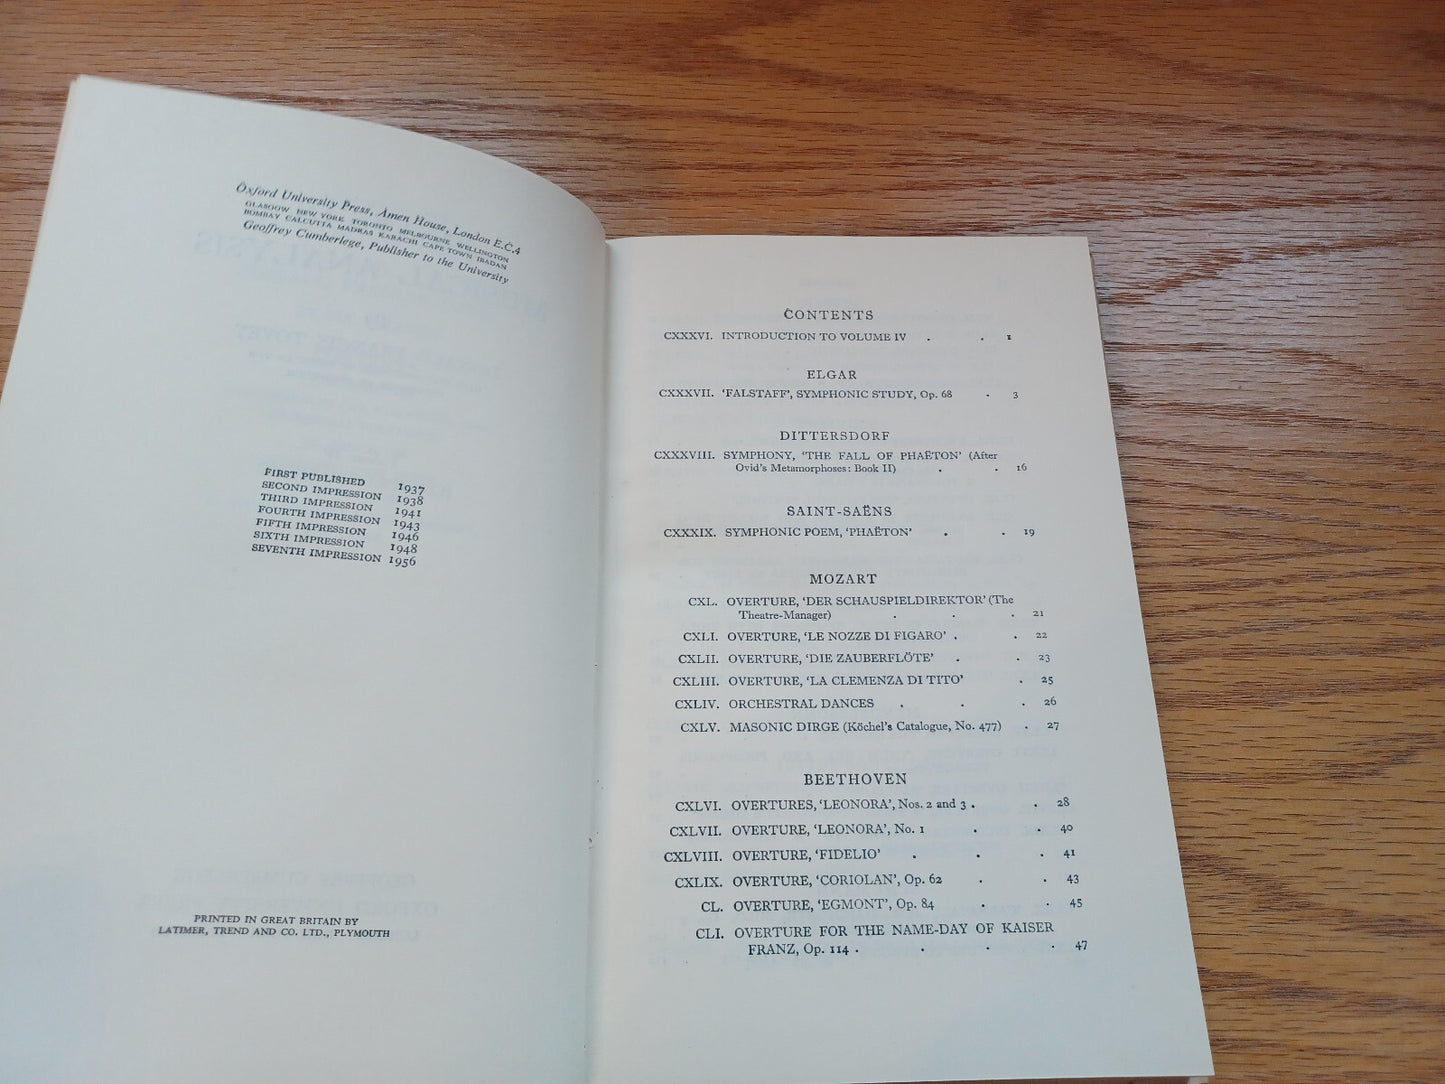 Oxford University Press, Amen House, London E.C.4
GLASGOW NEW YORK TORONTO MELBOURNE WELLINGTON
BOMBAY CALCUTTA MADRAS KARACHI CAPE TOWN IBADAN
Geoffrey Cumberlege, Publisher to the University
FIRST PUBLISHED 1937
SECOND IMPRESSION 1938
THIRD IMPRESSION 1941
FOURTH IMPRESSION 1943
FIFTH IMPRESSION 1946
SIXTH IMPRESSION 1948
SEVENTH IMPRESSION 1956
PRINTED IN GREAT BRITAIN BY
LATIMER, TREND AND CO. LTD., PLYMOUTH
CONTENTS
CXXXVI. INTRODUCTION TO VOLUME IV . . 1
ELGAR
CXXXVII. ‘FALSTAFF’, SYMPHONIC STUDY, Op. 68 . 3
DITTERSDORF
CXXXVIII. SYMPHONY, ‘THE FALL OF PHAËTON’ (After
Ovid's Metamorphoses: Book II) . . 16
SAINT-SAËNS
CXXXIX. SYMPHONIC POEM, ‘PHAËTON’ . . 19
MOZART
CXL. OVERTURE, ‘DER SCHAUSPIELDIREKTOR’ (The
Theatre-Manager) . . . 21
CXLI. OVERTURE, ‘LE NOZZE DI FIGARO’ . . 22
CXLII. OVERTURE, ‘DIE ZAUBERFLÖTE’ . . 23
CXLIII. OVERTURE, ‘LA CLEMENZA DI TITO’ . 25
CXLIV. ORCHESTRAL DANCES . . . 26
CXLV. MASONIC DIRGE (Köchel's Catalogue, No. 477) . 27
BEETHOVEN
CXLVI. OVERTURES, ‘LEONORA’, Nos. 2 and 3 . . 28
CXLVII. OVERTURE, ‘LEONORA’, No. 1 . . 40
CXLVIII. OVERTURE, ‘FIDELIO’ . . . 41
CXLIX. OVERTURE, ‘CORIOLAN’, Op. 62 . . 43
CL. OVERTURE, ‘EGMONT’, Op. 84 . . 45
CLI. OVERTURE FOR THE NAME-DAY OF KAISER
FRANZ, Op. 114 . . . . 47